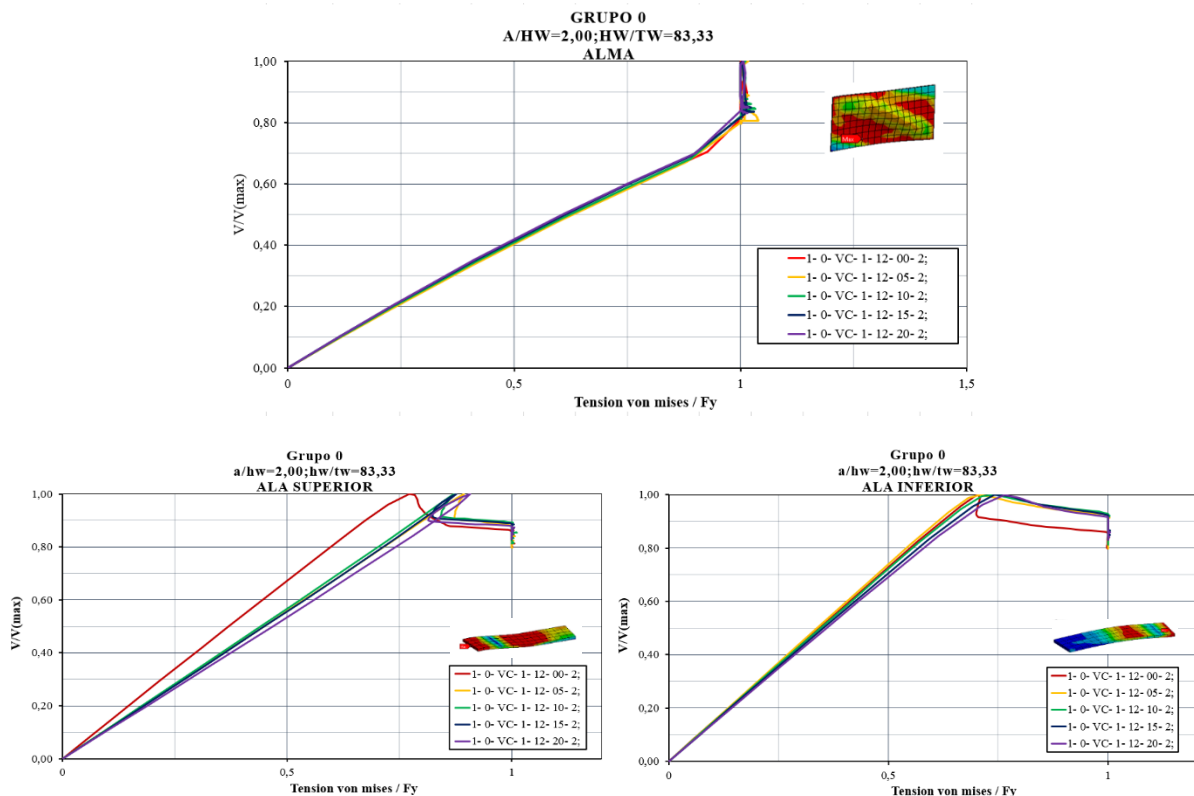 GRUPO 0
A/HW=2,00;HW/TW=83,33
ALMA
1,00
0,80
0,60
0,40
0,20
0,00
V/V(max)
0
0,5
1
1,5
Tension von mises / Fy
1- 0- VC- 1- 12- 00- 2;
1- 0- VC- 1- 12- 05- 2;
1- 0- VC- 1- 12- 10- 2;
1- 0- VC- 1- 12- 15- 2;
1- 0- VC- 1- 12- 20- 2;
Grupo 0
a/hw=2,00;hw/tw=83,33
ALA SUPERIOR
1,00
0,80
0,60
0,40
0,20
0,00
V/V(max)
0
0,5
1
Tension von mises / Fy
1- 0- VC- 1- 12- 00- 2;
1- 0- VC- 1- 12- 05- 2;
1- 0- VC- 1- 12- 10- 2;
1- 0- VC- 1- 12- 15- 2;
1- 0- VC- 1- 12- 20- 2;
Grupo 0
a/hw=2,00;hw/tw=83,33
ALA INFERIOR
1,00
0,80
0,60
0,40
0,20
0,00
V/V(max)
0
0,5
1
Tension von mises / Fy
1- 0- VC- 1- 12- 00- 2;
1- 0- VC- 1- 12- 05- 2;
1- 0- VC- 1- 12- 10- 2;
1- 0- VC- 1- 12- 15- 2;
1- 0- VC- 1- 12- 20- 2;